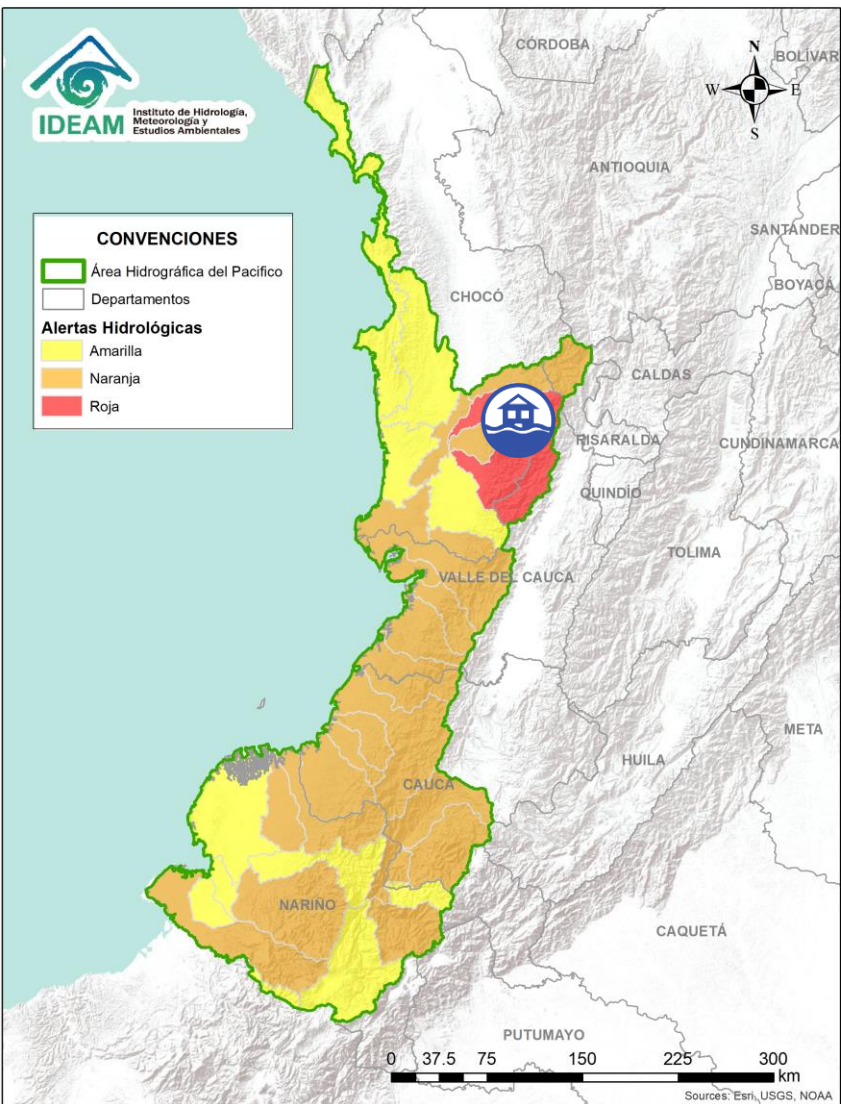 IDEAM
Instituto de Hidrología,
Meteorología y
Estudios Ambientales
CÓRDOBA
BOLÍVAR
N
W
E
S
ANTIOQUIA
SANTANDER
BOYACÁ
CONVENCIONES
Área Hidrográfica del Pacifico
Departamentos
Alertas Hidrológicas
Amarilla
Naranja
Roja
CHOCÓ
CALDAS
RISARALDA
CUNDINAMARCA
QUINDÍO
TOLIMA
VALLE DEL CAUCA
META
HUILA
CAUCA
NARIÑO
CAQUETÁ
PUTUMAYO
0 37.5 75 150 225 300
km
Sources: Esri, USGS, NOAA